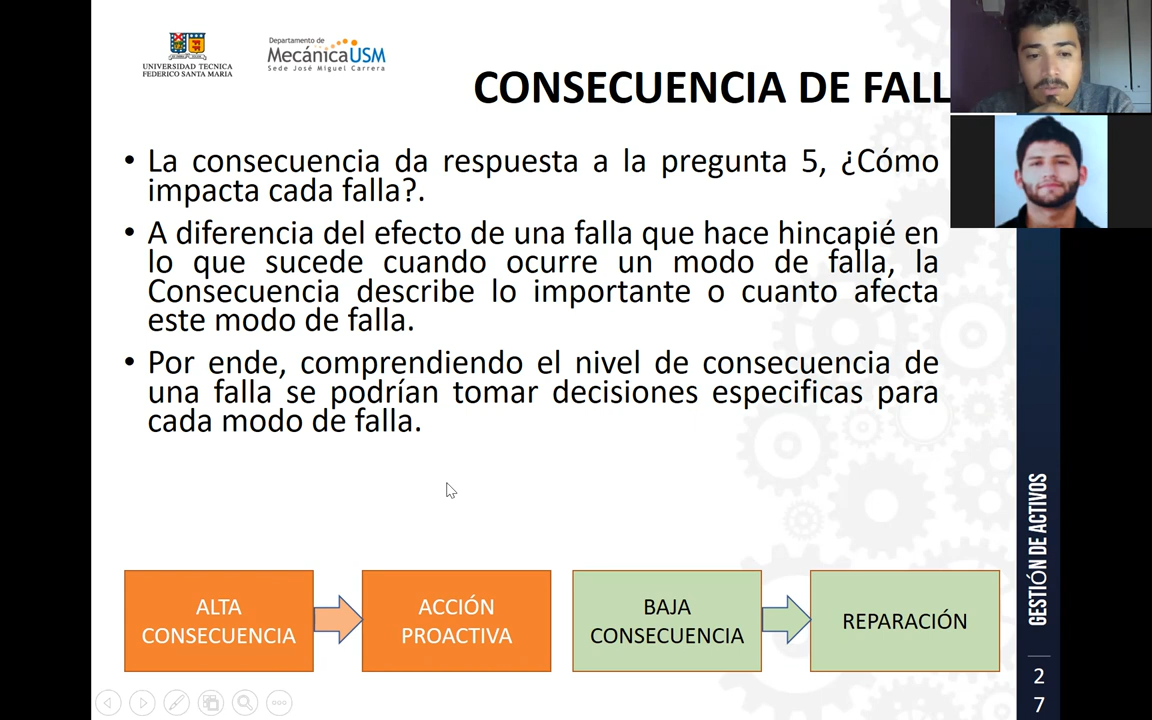 UNIVERSIDAD TECNICA
FEDERICO SANTA MARIA
Departamento de
MecánicaUSM
Sede José Miguel Carrera
CONSECUENCIA DE FALL
• La consecuencia da respuesta a la pregunta 5, ¿Cómo
impacta cada falla?.
• A diferencia del efecto de una falla que hace hincapié en
lo que sucede cuando ocurre un modo de falla, la
Consecuencia describe lo importante o cuanto afecta
este modo de falla.
• Por ende, comprendiendo el nivel de consecuencia de
una falla se podrían tomar decisiones especificas para
cada modo de falla.
ALTA
CONSECUENCIA
ACCIÓN
PROACTIVA
BAJA
CONSECUENCIA
REPARACIÓN
GESTIÓN DE ACTIVOS
2
7